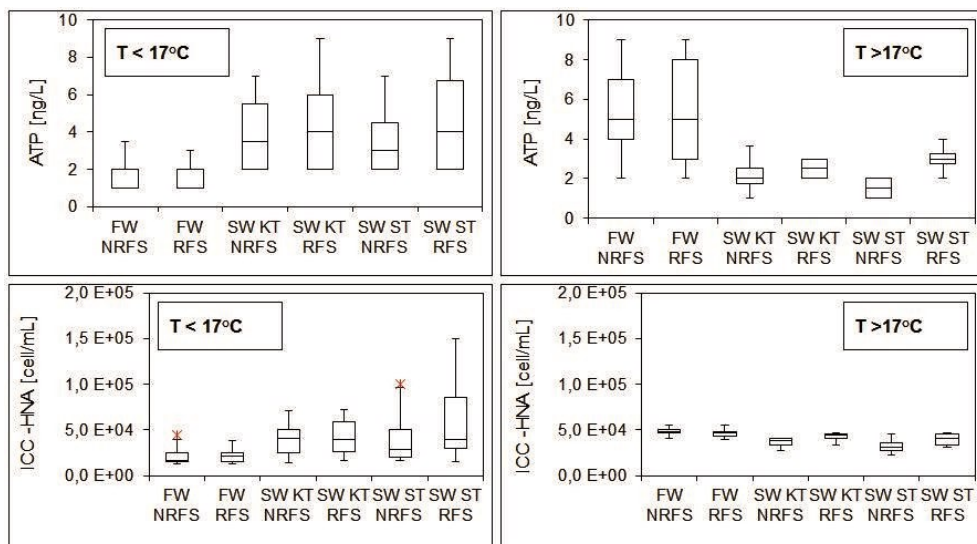 T < 17°C
ATP [ng/L]
10
8
6
4
2
0
FW NRFS
FW RFS
SW KT NRFS
SW KT RFS
SW ST NRFS
SW ST RFS
T >17°C
ATP [ng/L]
10
8
6
4
2
0
FW NRFS
FW RFS
SW KT NRFS
SW KT RFS
SW ST NRFS
SW ST RFS
T < 17°C
ICC -HNA [cell/mL]
2,0 E+05
1,5 E+05
1,0 E+05
5,0 E+04
0,0 E+00
FW NRFS
FW RFS
SW KT NRFS
SW KT RFS
SW ST NRFS
SW ST RFS
T >17°C
ICC -HNA [cell/mL]
2,0 E+05
1,5 E+05
1,0 E+05
5,0 E+04
0,0 E+00
FW NRFS
FW RFS
SW KT NRFS
SW KT RFS
SW ST NRFS
SW ST RFS